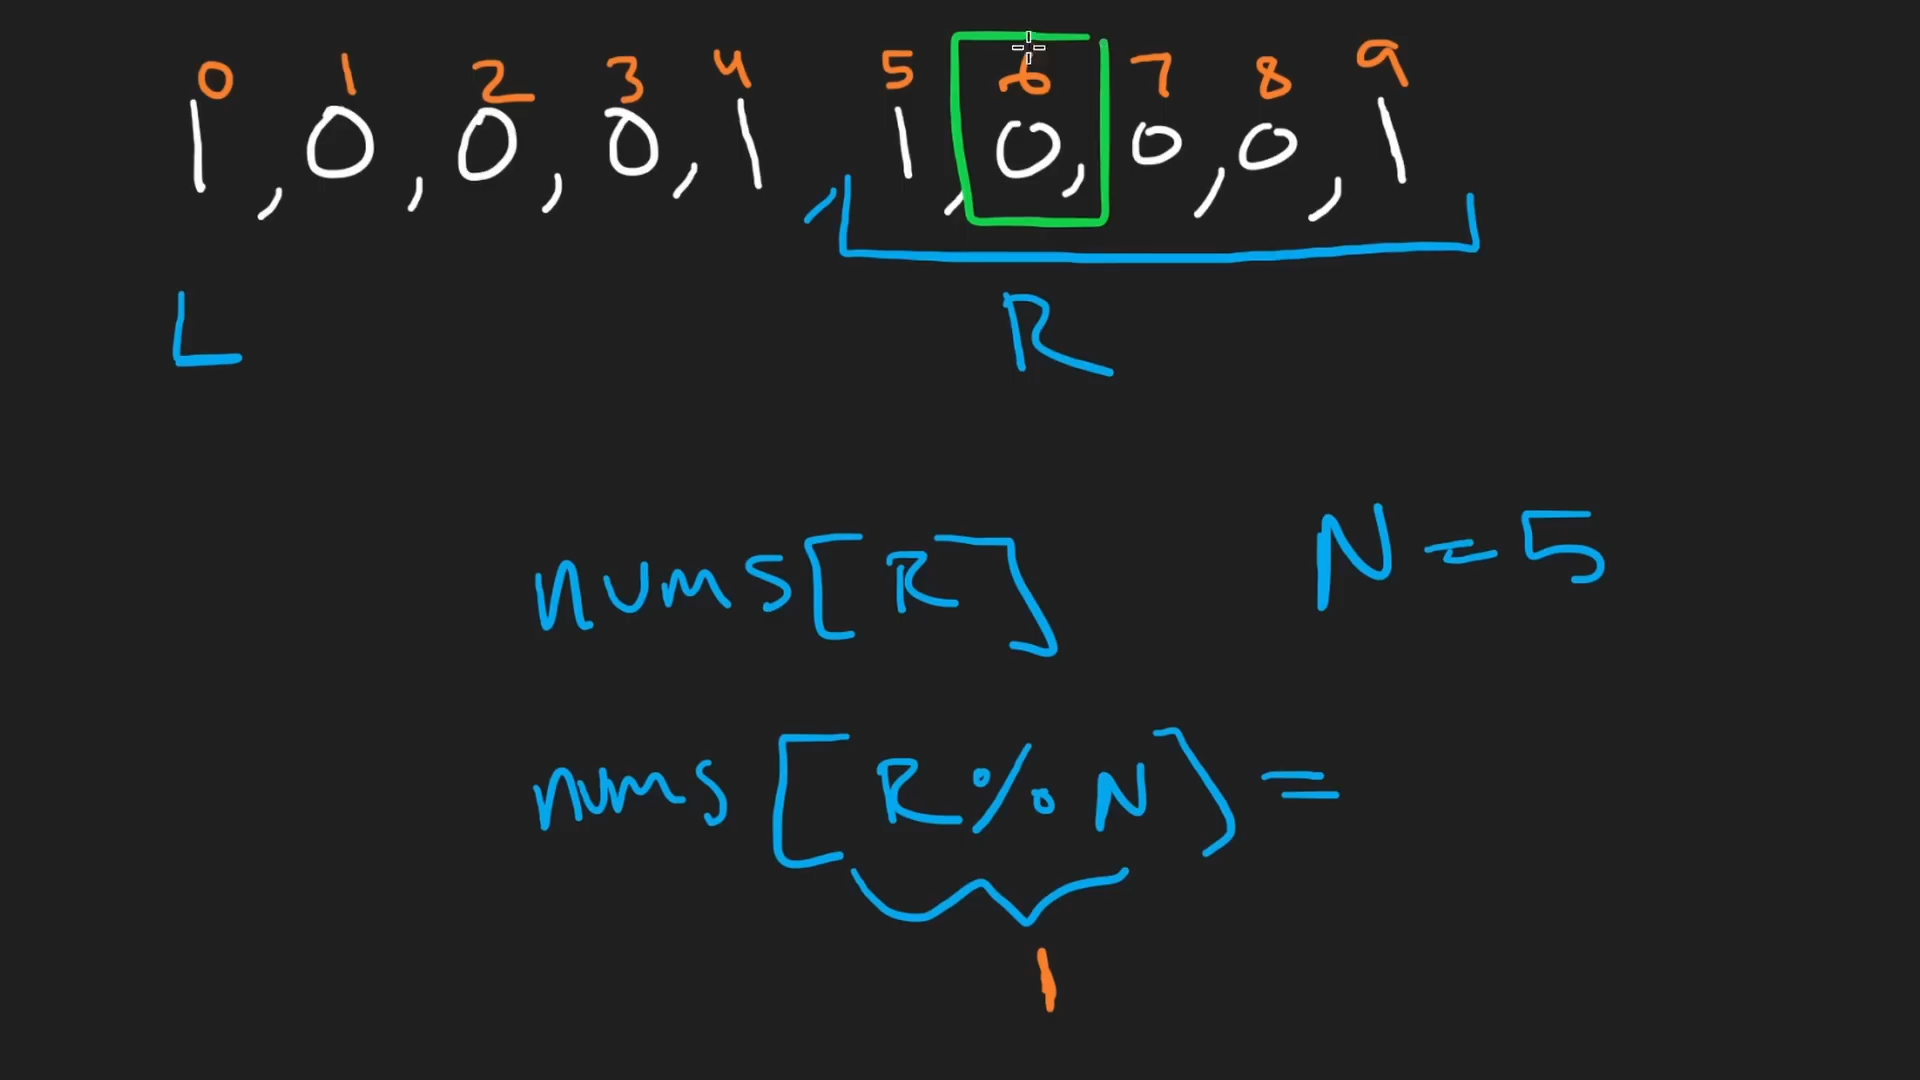 0 1 2 3 4 5 6 7 8 9
1, 0, 0, 0, 1, 1, 0, 0, 0, 1
L R
nums[R] N=5
nums[R%N] =
1